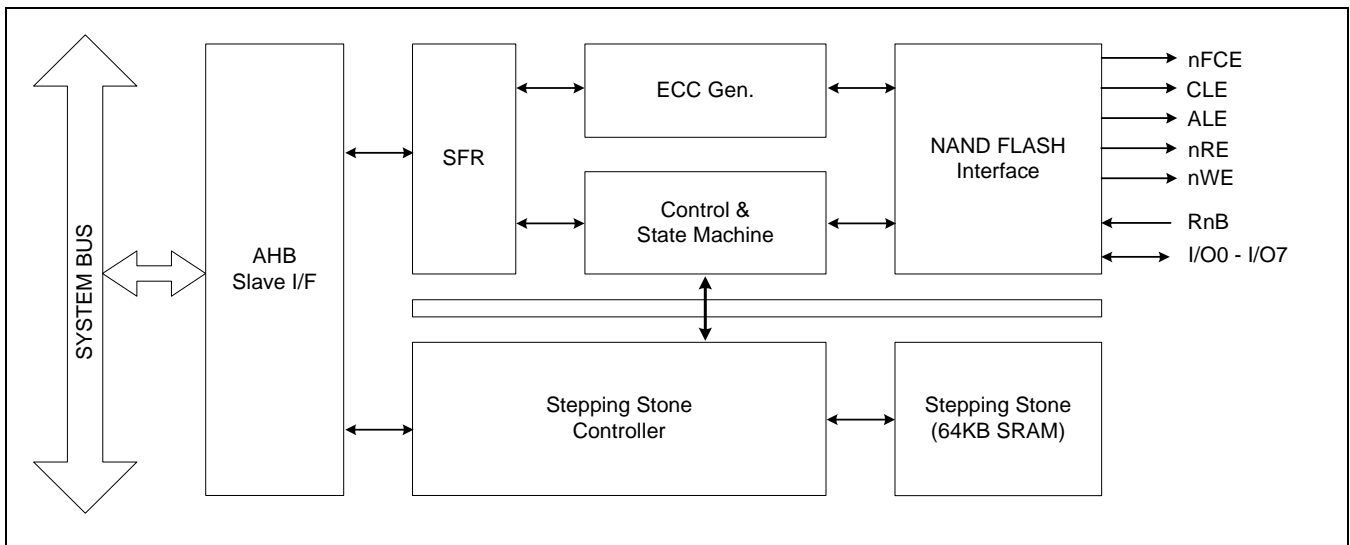 SYSTEM BUS
AHB
Slave I/F
SFR
ECC Gen.
Control &
State Machine
NAND FLASH
Interface
nFCE
CLE
ALE
nRE
nWE
RnB
I/O0 - I/O7
Stepping Stone
Controller
Stepping Stone
(64KB SRAM)